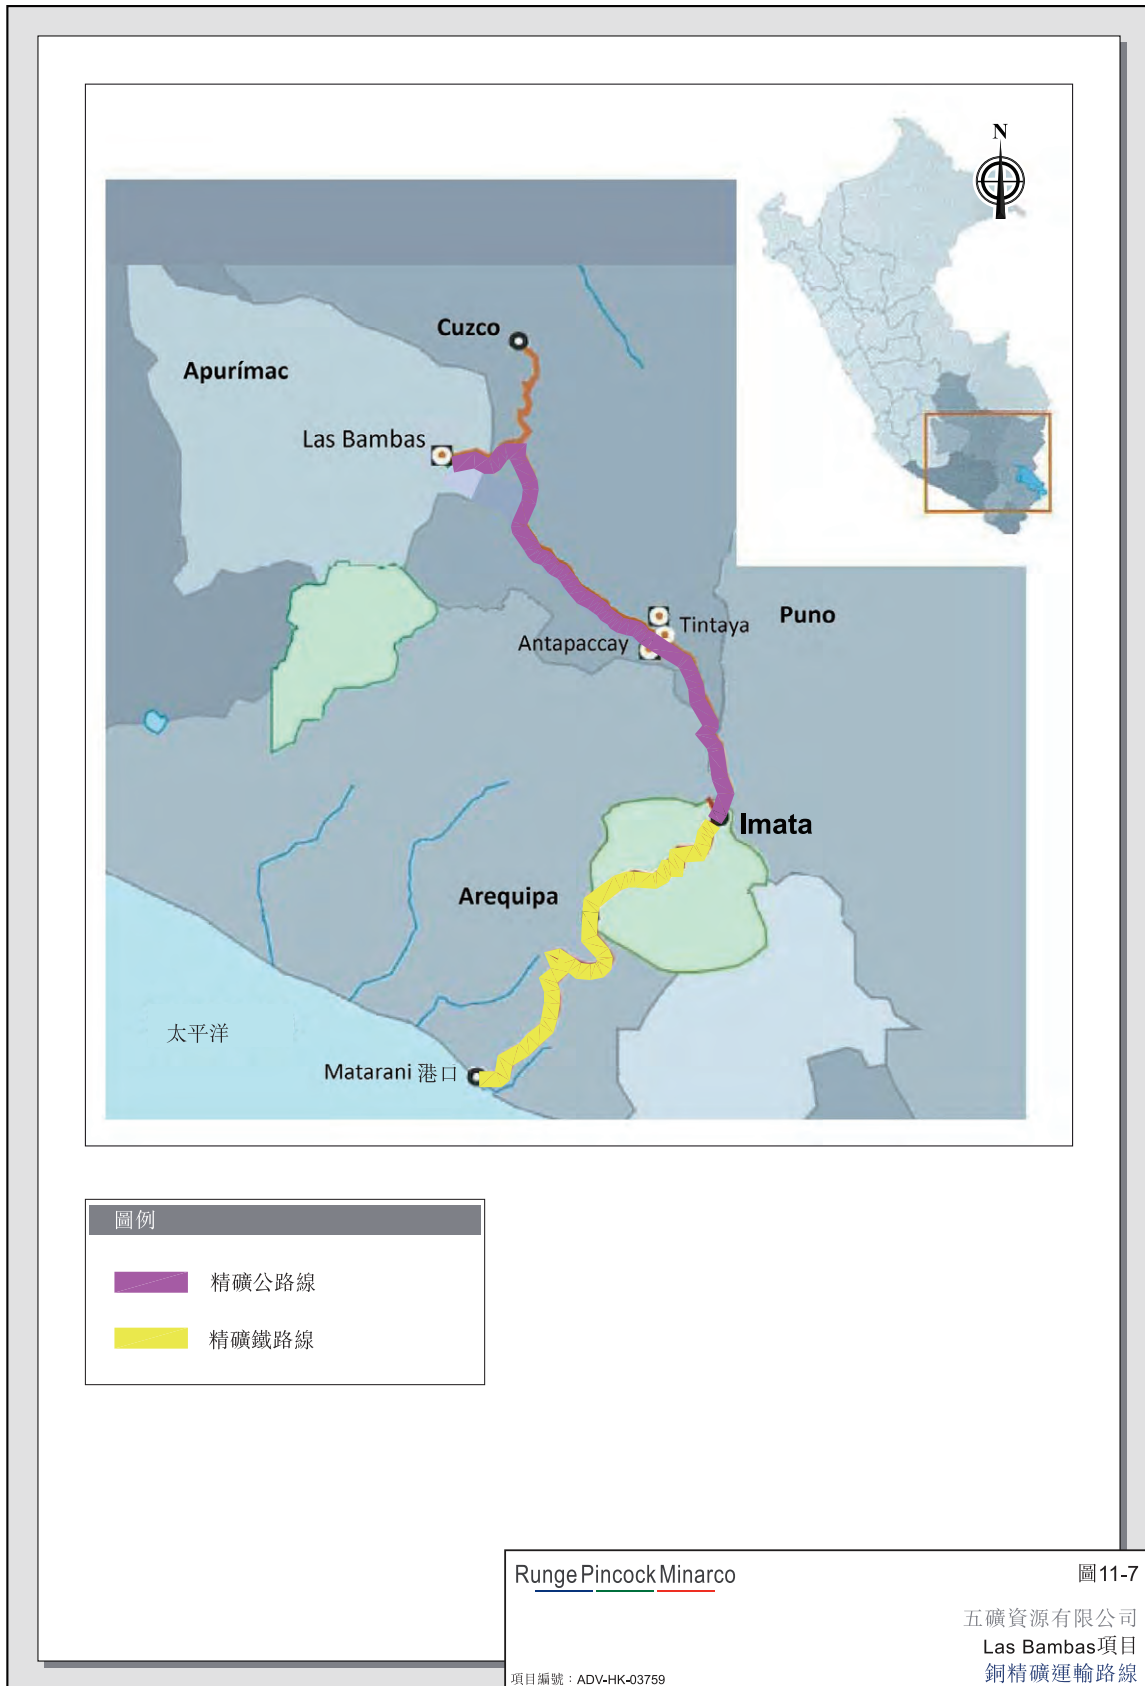 N
Cuzco
Apurímac
Las Bambas
Puno
Tintaya
Antapaccay
Imata
Arequipa
太平洋
Matarani 港口
圖例
精礦公路線
精礦鐵路線
Runge Pincock Minarco
圖11-7
五礦資源有限公司
Las Bambas項目
銅精礦運輸路線
項目編號：ADV-HK-03759